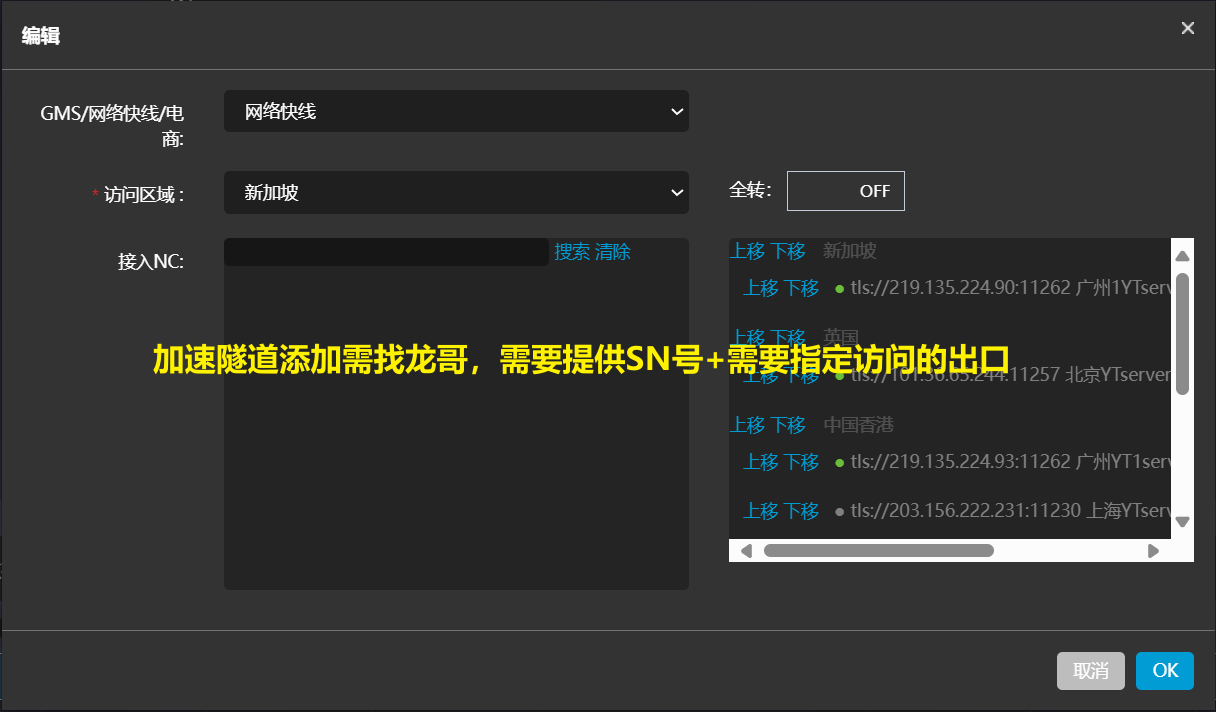 编辑
GMS/网络快线/电
商:
网络快线
* 访问区域 :
新加坡
全转:
OFF
接入NC:
搜索 清除
上移 下移 新加坡
上移 下移 ● tls://219.135.224.90:11262 广州1YTserv
上移 下移 英国
加速隧道添加需找龙哥，需要提供SN号+需要指定访问的出口
上移 下移 244:11257 北京YTserver
上移 下移 中国香港
上移 下移 ● tls://219.135.224.93:11262 广州YT1serv
上移 下移 ● tls://203.156.222.231:11230 上海YTserv
取消
OK